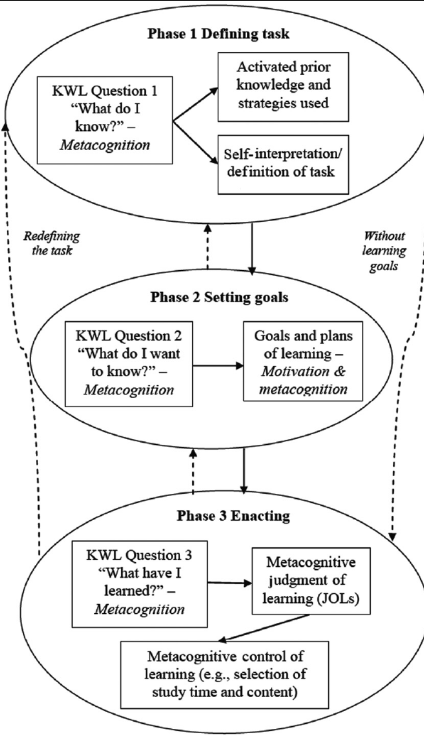 Phase 1 Defining task
KWL Question 1
“What do I
know?” –
Metacognition
Activated prior
knowledge and
strategies used
Self-interpretation/
definition of task
Redefining
the task
Without
learning
goals
Phase 2 Setting goals
KWL Question 2
“What do I want
to know?” –
Metacognition
Goals and plans
of learning –
Motivation &
metacognition
Phase 3 Enacting
KWL Question 3
“What have I
learned?” –
Metacognition
Metacognitive
judgment of
learning (JOLs)
Metacognitive control of
learning (e.g., selection of
study time and content)